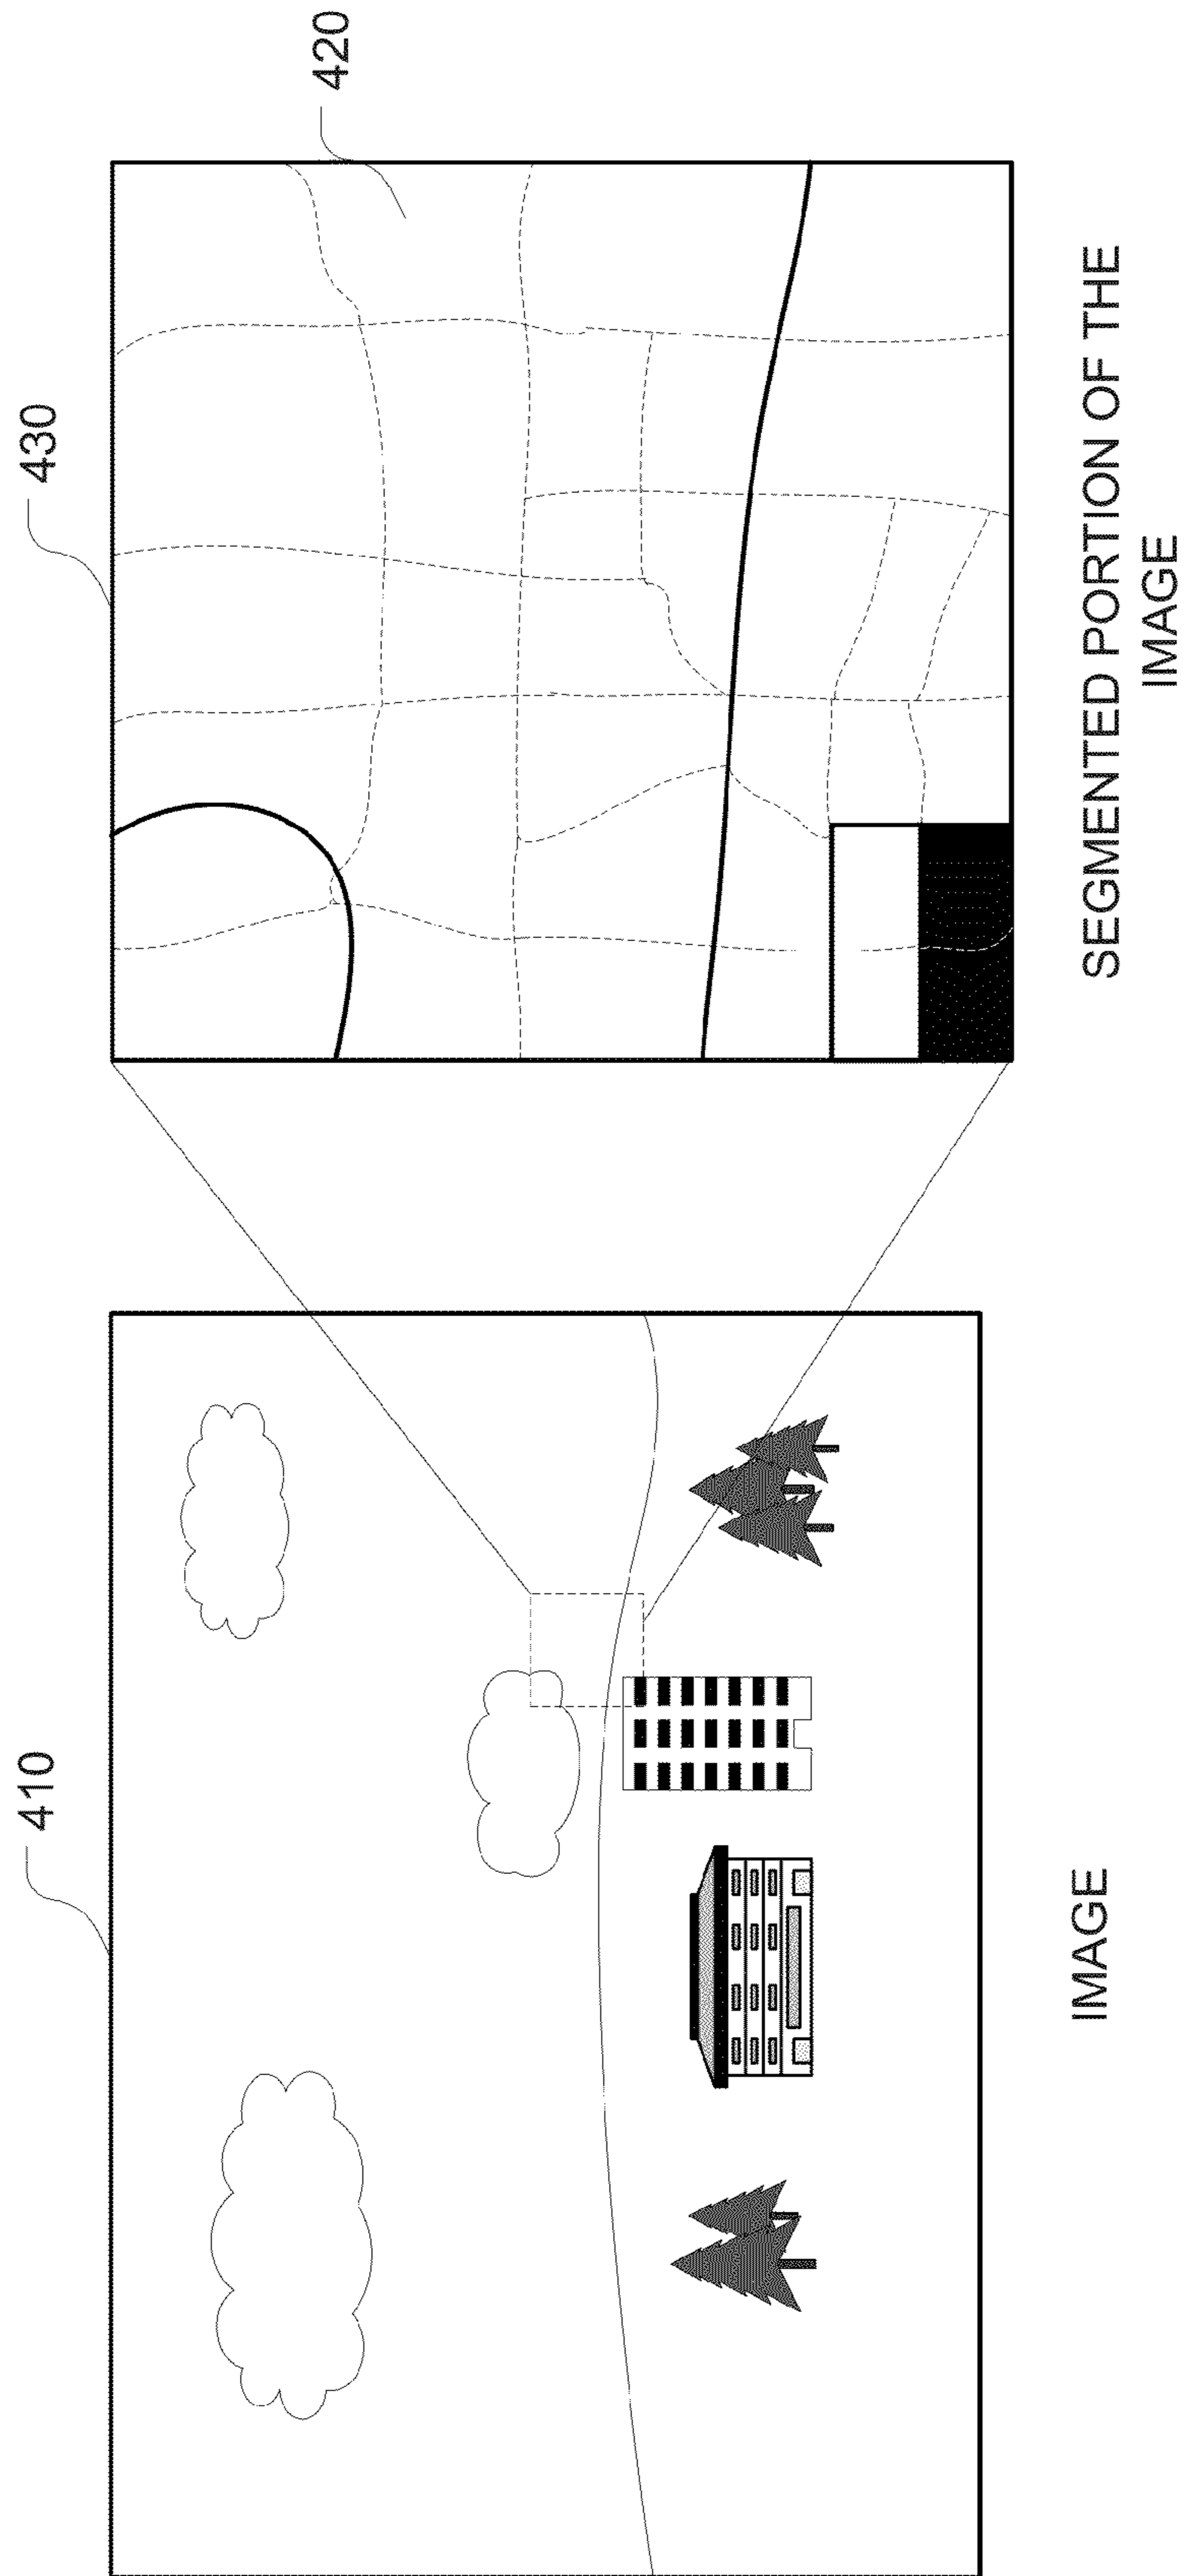 410
IMAGE
430
420
SEGMENTED PORTION OF THE
IMAGE